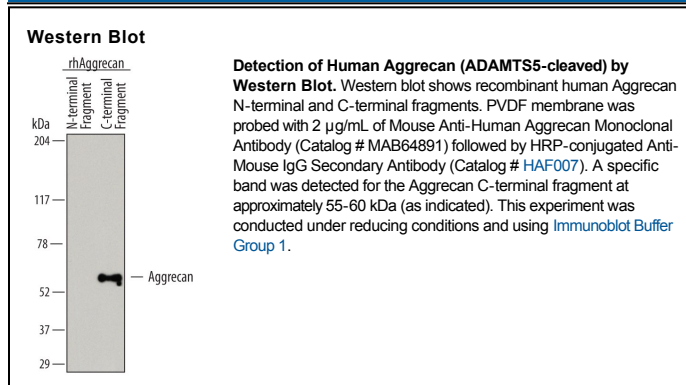 Western Blot
rhAggrecan
N-terminal
Fragment
C-terminal
Fragment
kDa
204
117
78
52
37
29
Aggrecan
Detection of Human Aggrecan (ADAMTS5-cleaved) by
Western Blot. Western blot shows recombinant human Aggrecan
N-terminal and C-terminal fragments. PVDF membrane was
probed with 2 µg/mL of Mouse Anti-Human Aggrecan Monoclonal
Antibody (Catalog # MAB64891) followed by HRP-conjugated Anti-
Mouse IgG Secondary Antibody (Catalog # HAF007). A specific
band was detected for the Aggrecan C-terminal fragment at
approximately 55-60 kDa (as indicated). This experiment was
conducted under reducing conditions and using Immunoblot Buffer
Group 1.